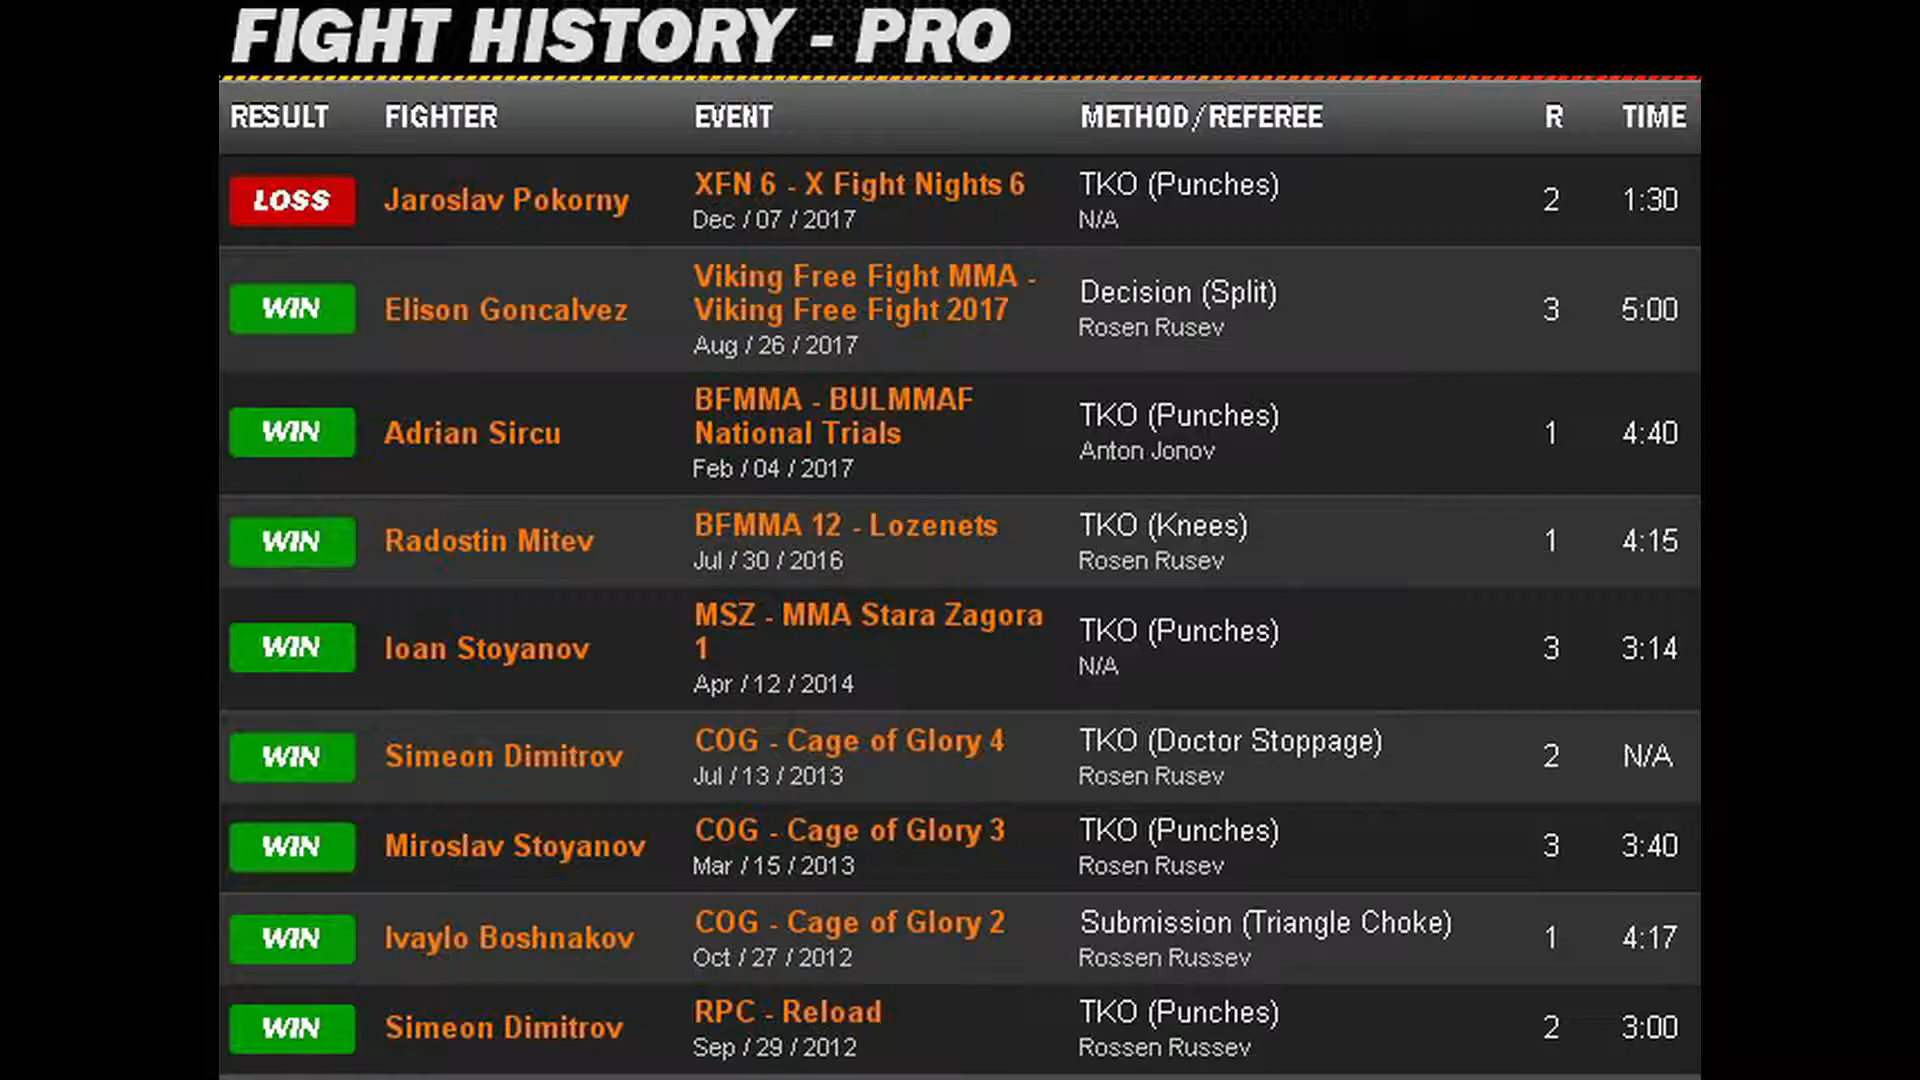 FIGHT HISTORY - PRO
RESULT FIGHTER EVENT METHOD/REFEREE R TIME
LOSS Jaroslav Pokorny XFN 6 - X Fight Nights 6 TKO (Punches) 2 1:30
Dec / 07 / 2017 N/A
WIN Elison Goncalvez Viking Free Fight MMA - Decision (Split) 3 5:00
Viking Free Fight 2017 Rosen Rusev
Aug / 26 / 2017
WIN Adrian Sircu BFMMA - BULMMAF TKO (Punches) 1 4:40
National Trials Anton Jonov
Feb / 04 / 2017
WIN Radostin Mitev BFMMA 12 - Lozenets TKO (Knees) 1 4:15
Jul / 30 / 2016 Rosen Rusev
WIN Ioan Stoyanov MSZ - MMA Stara Zagora TKO (Punches) 3 3:14
1 N/A
Apr / 12 / 2014
WIN Simeon Dimitrov COG - Cage of Glory 4 TKO (Doctor Stoppage) 2 N/A
Jul / 13 / 2013 Rosen Rusev
WIN Miroslav Stoyanov COG - Cage of Glory 3 TKO (Punches) 3 3:40
Mar / 15 / 2013 Rosen Rusev
WIN Ivaylo Boshnakov COG - Cage of Glory 2 Submission (Triangle Choke) 1 4:17
Oct / 27 / 2012 Rossen Russev
WIN Simeon Dimitrov RPC - Reload TKO (Punches) 2 3:00
Sep / 29 / 2012 Rossen Russev